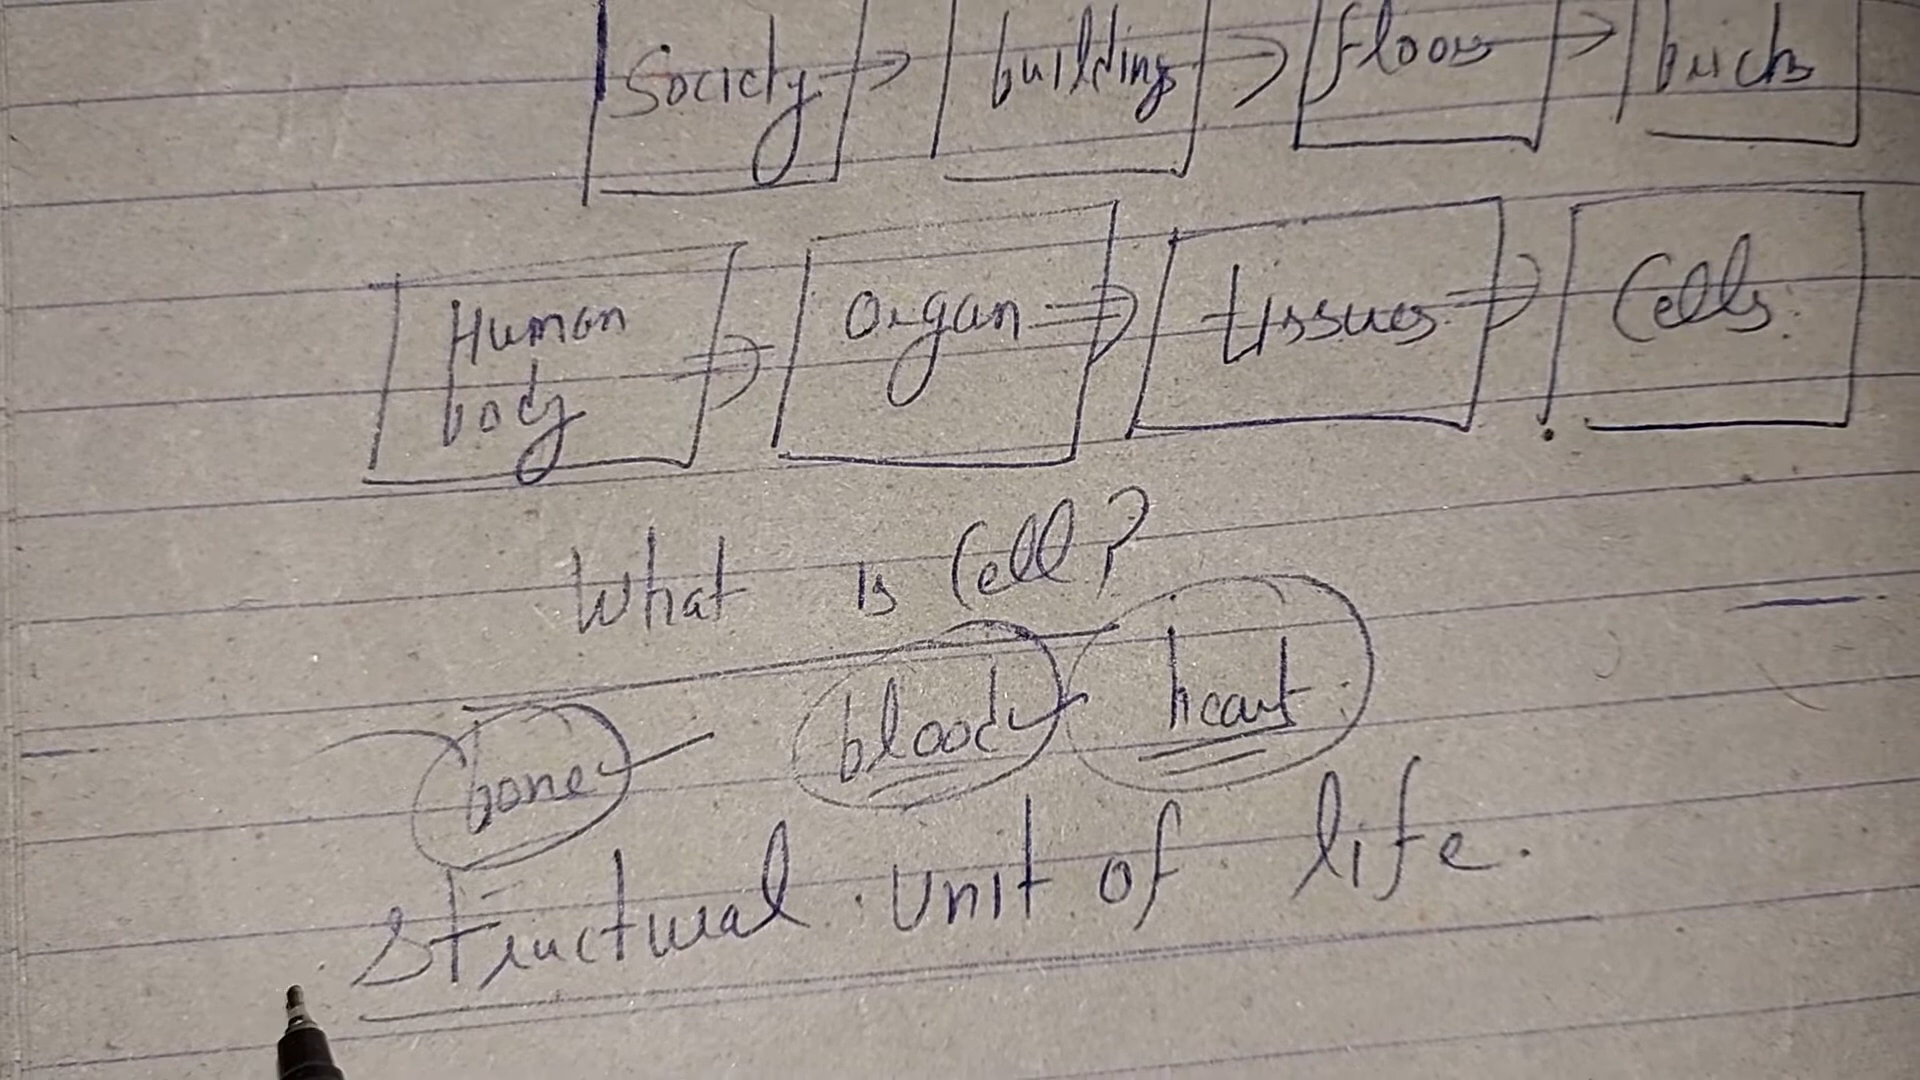 Society → building → floors → bricks
Human body ⇒ Organ ⇒ tissues ⇒ Cells
What is Cell?
bone blood heart
Structural unit of life.